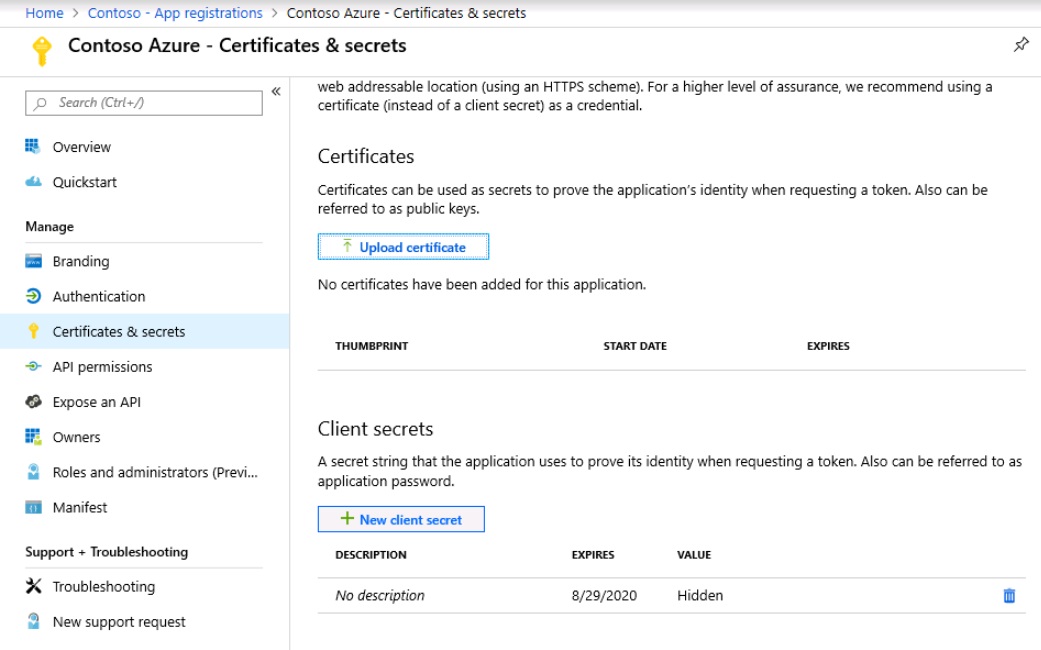 Home > Contoso - App registrations > Contoso Azure - Certificates & secrets
Contoso Azure - Certificates & secrets
Search (Ctrl+/)
«
Overview
Quickstart
Manage
Branding
Authentication
Certificates & secrets
API permissions
Expose an API
Owners
Roles and administrators (Previ...
Manifest
Support + Troubleshooting
Troubleshooting
New support request
web addressable location (using an HTTPS scheme). For a higher level of assurance, we recommend using a
certificate (instead of a client secret) as a credential.
Certificates
Certificates can be used as secrets to prove the application's identity when requesting a token. Also can be
referred to as public keys.
Upload certificate
No certificates have been added for this application.
THUMBPRINT START DATE EXPIRES
Client secrets
A secret string that the application uses to prove its identity when requesting a token. Also can be referred to as
application password.
+ New client secret
DESCRIPTION EXPIRES VALUE
No description 8/29/2020 Hidden